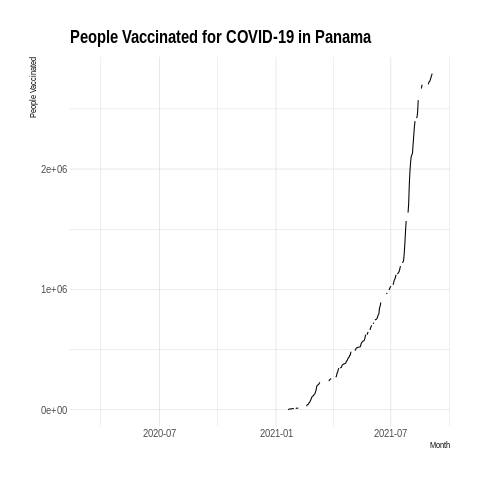 People Vaccinated for COVID-19 in Panama
People Vaccinated
2e+06
1e+06
0e+00
2020-07
2021-01
2021-07
Month